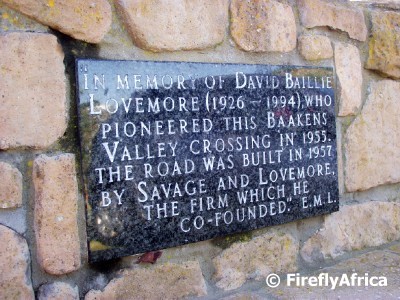 "IN MEMORY OF DAVID BAILLIE
LOVEMORE (1926 - 1994), WHO
PIONEERED THIS BAAKENS
VALLEY CROSSING IN 1955.
THE ROAD WAS BUILT IN 1957
BY SAVAGE AND LOVEMORE,
THE FIRM WHICH HE
CO-FOUNDED." E.M.L.
© FireflyAfrica